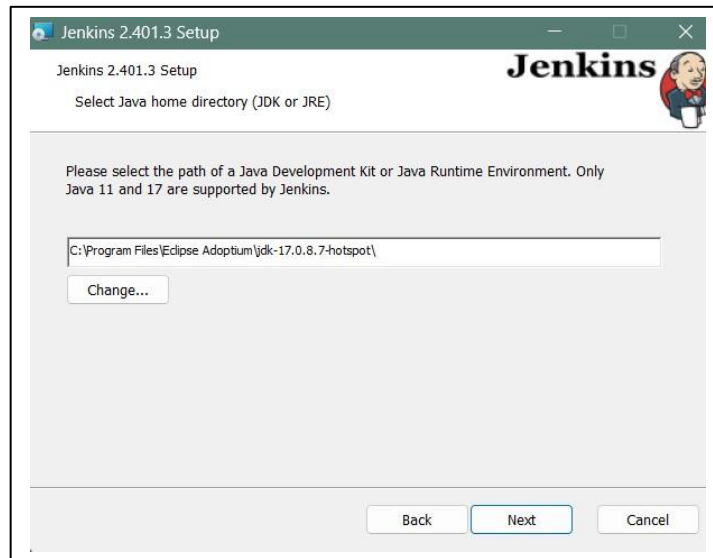 Jenkins 2.401.3 Setup
Jenkins 2.401.3 Setup
Jenkins
Select Java home directory (JDK or JRE)
Please select the path of a Java Development Kit or Java Runtime Environment. Only
Java 11 and 17 are supported by Jenkins.
C:\Program Files\Eclipse Adoptium\jdk-17.0.8.7-hotspot\
Change...
Back Next Cancel